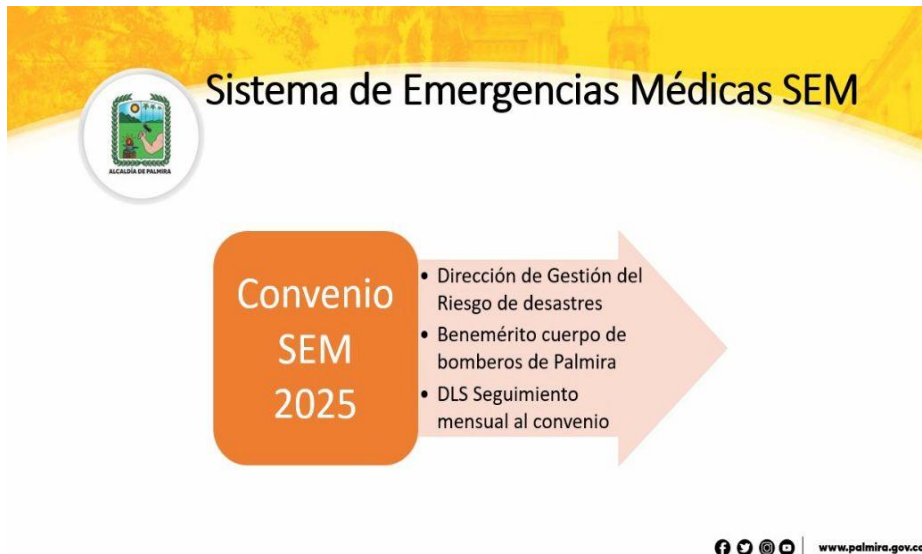 Sistema de Emergencias Médicas SEM
ALCALDÍA DE PALMIRA
Convenio
SEM
2025
• Dirección de Gestión del
Riesgo de desastres
• Benemérito cuerpo de
bomberos de Palmira
• DLS Seguimiento
mensual al convenio
www.palmira.gov.co